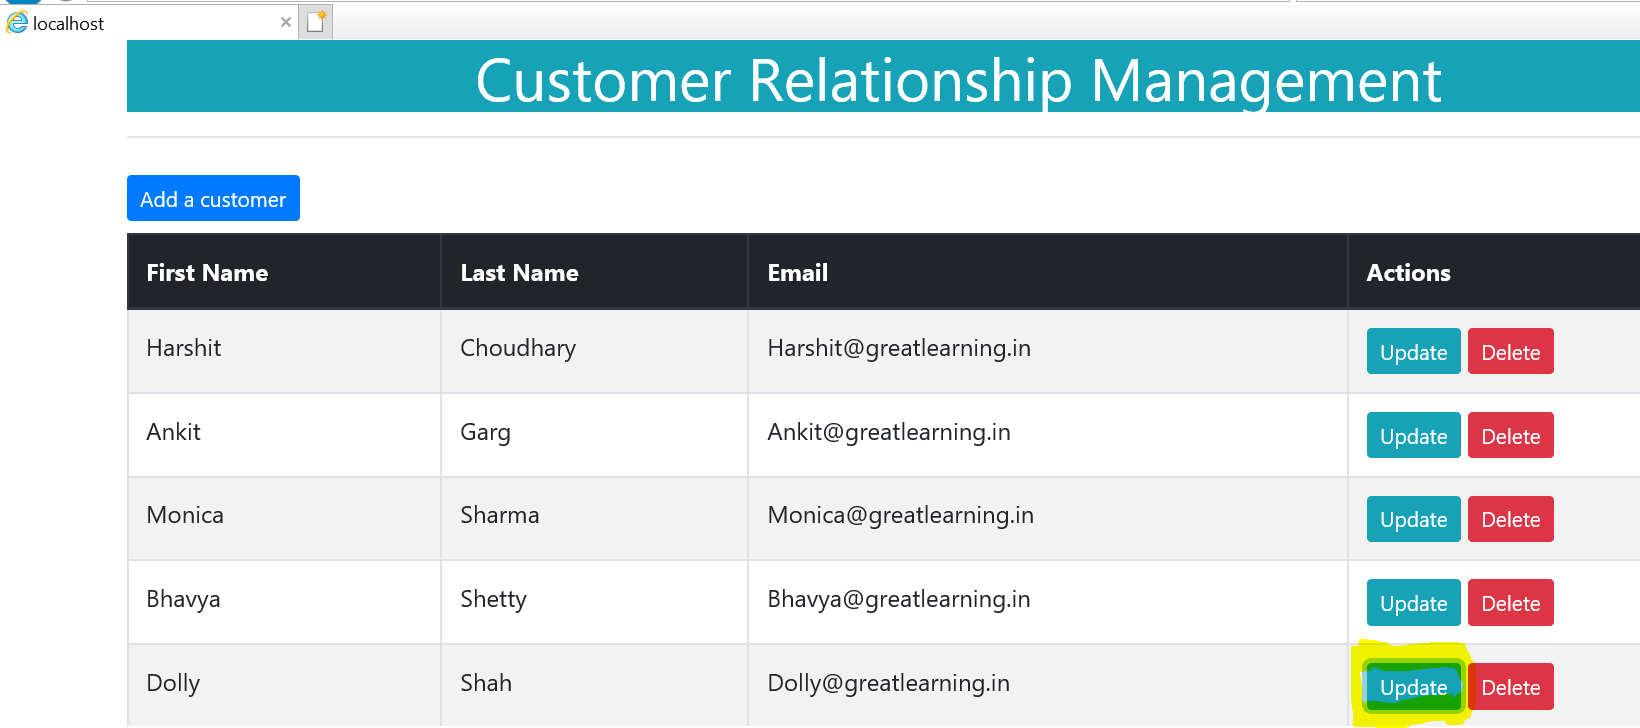 localhost
Customer Relationship Management
Add a customer
First Name Last Name Email Actions
Harshit Choudhary Harshit@greatlearning.in Update Delete
Ankit Garg Ankit@greatlearning.in Update Delete
Monica Sharma Monica@greatlearning.in Update Delete
Bhavya Shetty Bhavya@greatlearning.in Update Delete
Dolly Shah Dolly@greatlearning.in Update Delete